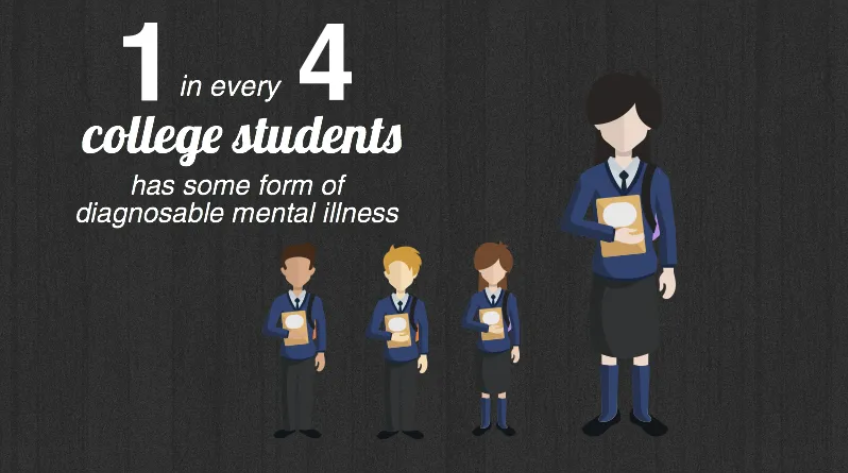 1 in every 4
college students
has some form of
diagnosable mental illness